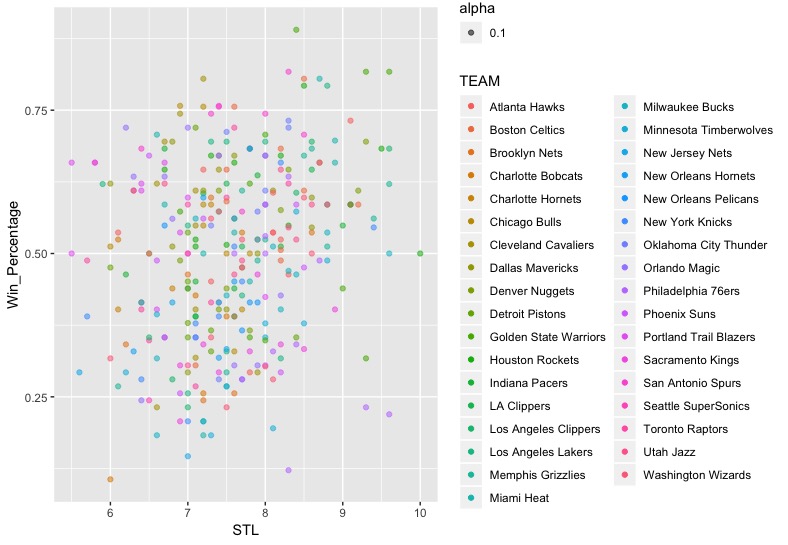 Win_Percentage
0.75
0.50
0.25
6 7 8 9 10
STL
alpha
0.1
TEAM
Atlanta Hawks
Boston Celtics
Brooklyn Nets
Charlotte Bobcats
Charlotte Hornets
Chicago Bulls
Cleveland Cavaliers
Dallas Mavericks
Denver Nuggets
Detroit Pistons
Golden State Warriors
Houston Rockets
Indiana Pacers
LA Clippers
Los Angeles Clippers
Los Angeles Lakers
Memphis Grizzlies
Miami Heat
Milwaukee Bucks
Minnesota Timberwolves
New Jersey Nets
New Orleans Hornets
New Orleans Pelicans
New York Knicks
Oklahoma City Thunder
Orlando Magic
Philadelphia 76ers
Phoenix Suns
Portland Trail Blazers
Sacramento Kings
San Antonio Spurs
Seattle SuperSonics
Toronto Raptors
Utah Jazz
Washington Wizards